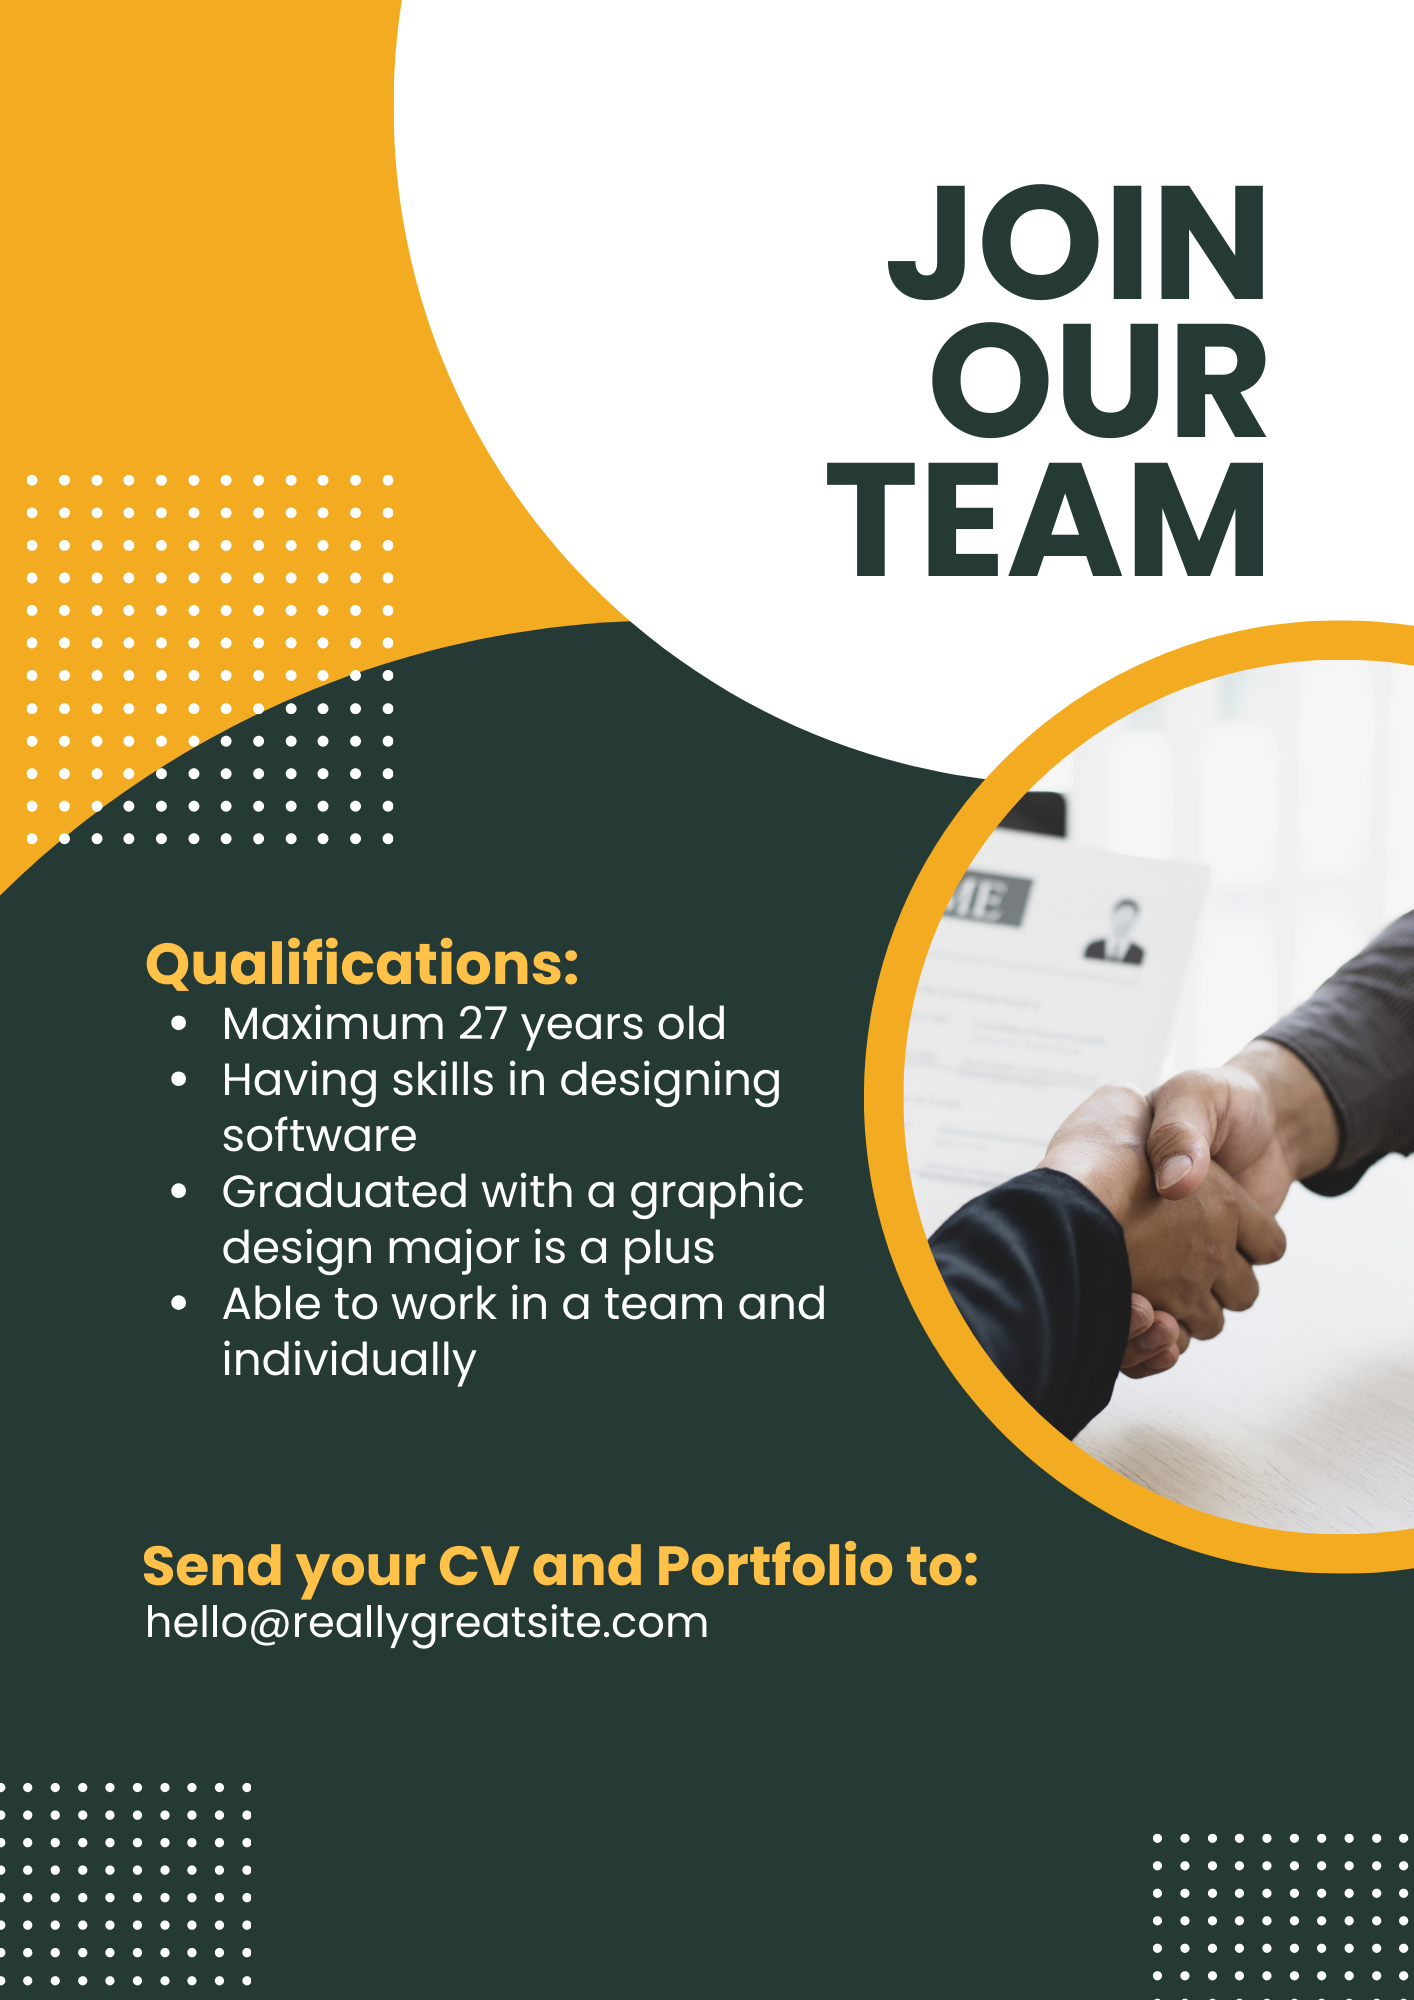 JOIN
OUR
TEAM
ME
Qualifications:
• Maximum 27 years old
• Having skills in designing
software
• Graduated with a graphic
design major is a plus
• Able to work in a team and
individually
Send your CV and Portfolio to:
hello@reallygreatsite.com